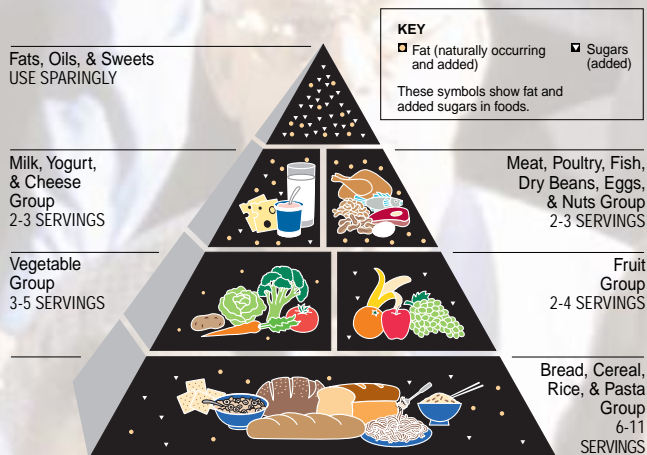 KEY
Fat (naturally occurring and added)
Sugars (added)
These symbols show fat and
added sugars in foods.
Fats, Oils, & Sweets
USE SPARINGLY
Milk, Yogurt,
& Cheese
Group
2-3 SERVINGS
Meat, Poultry, Fish,
Dry Beans, Eggs,
& Nuts Group
2-3 SERVINGS
Vegetable
Group
3-5 SERVINGS
Fruit
Group
2-4 SERVINGS
Bread, Cereal,
Rice, & Pasta
Group
6-11
SERVINGS